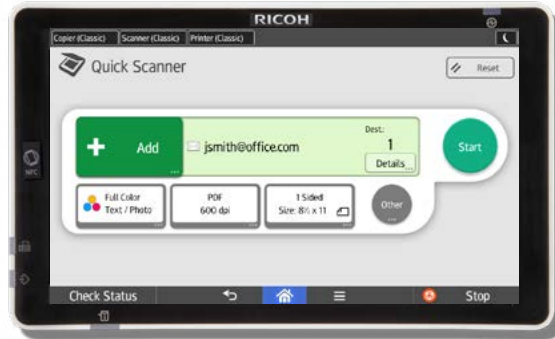 RICOH
Copier (Classic) Scanner (Classic) Printer (Classic)
Quick Scanner
Reset
Add
jsmith@office.com
Dest:
1
Details
Start
Full Color
Text / Photo
PDF
600 dpi
1 Sided
Size: 8½ x 11
Other
NFC
Check Status
Stop